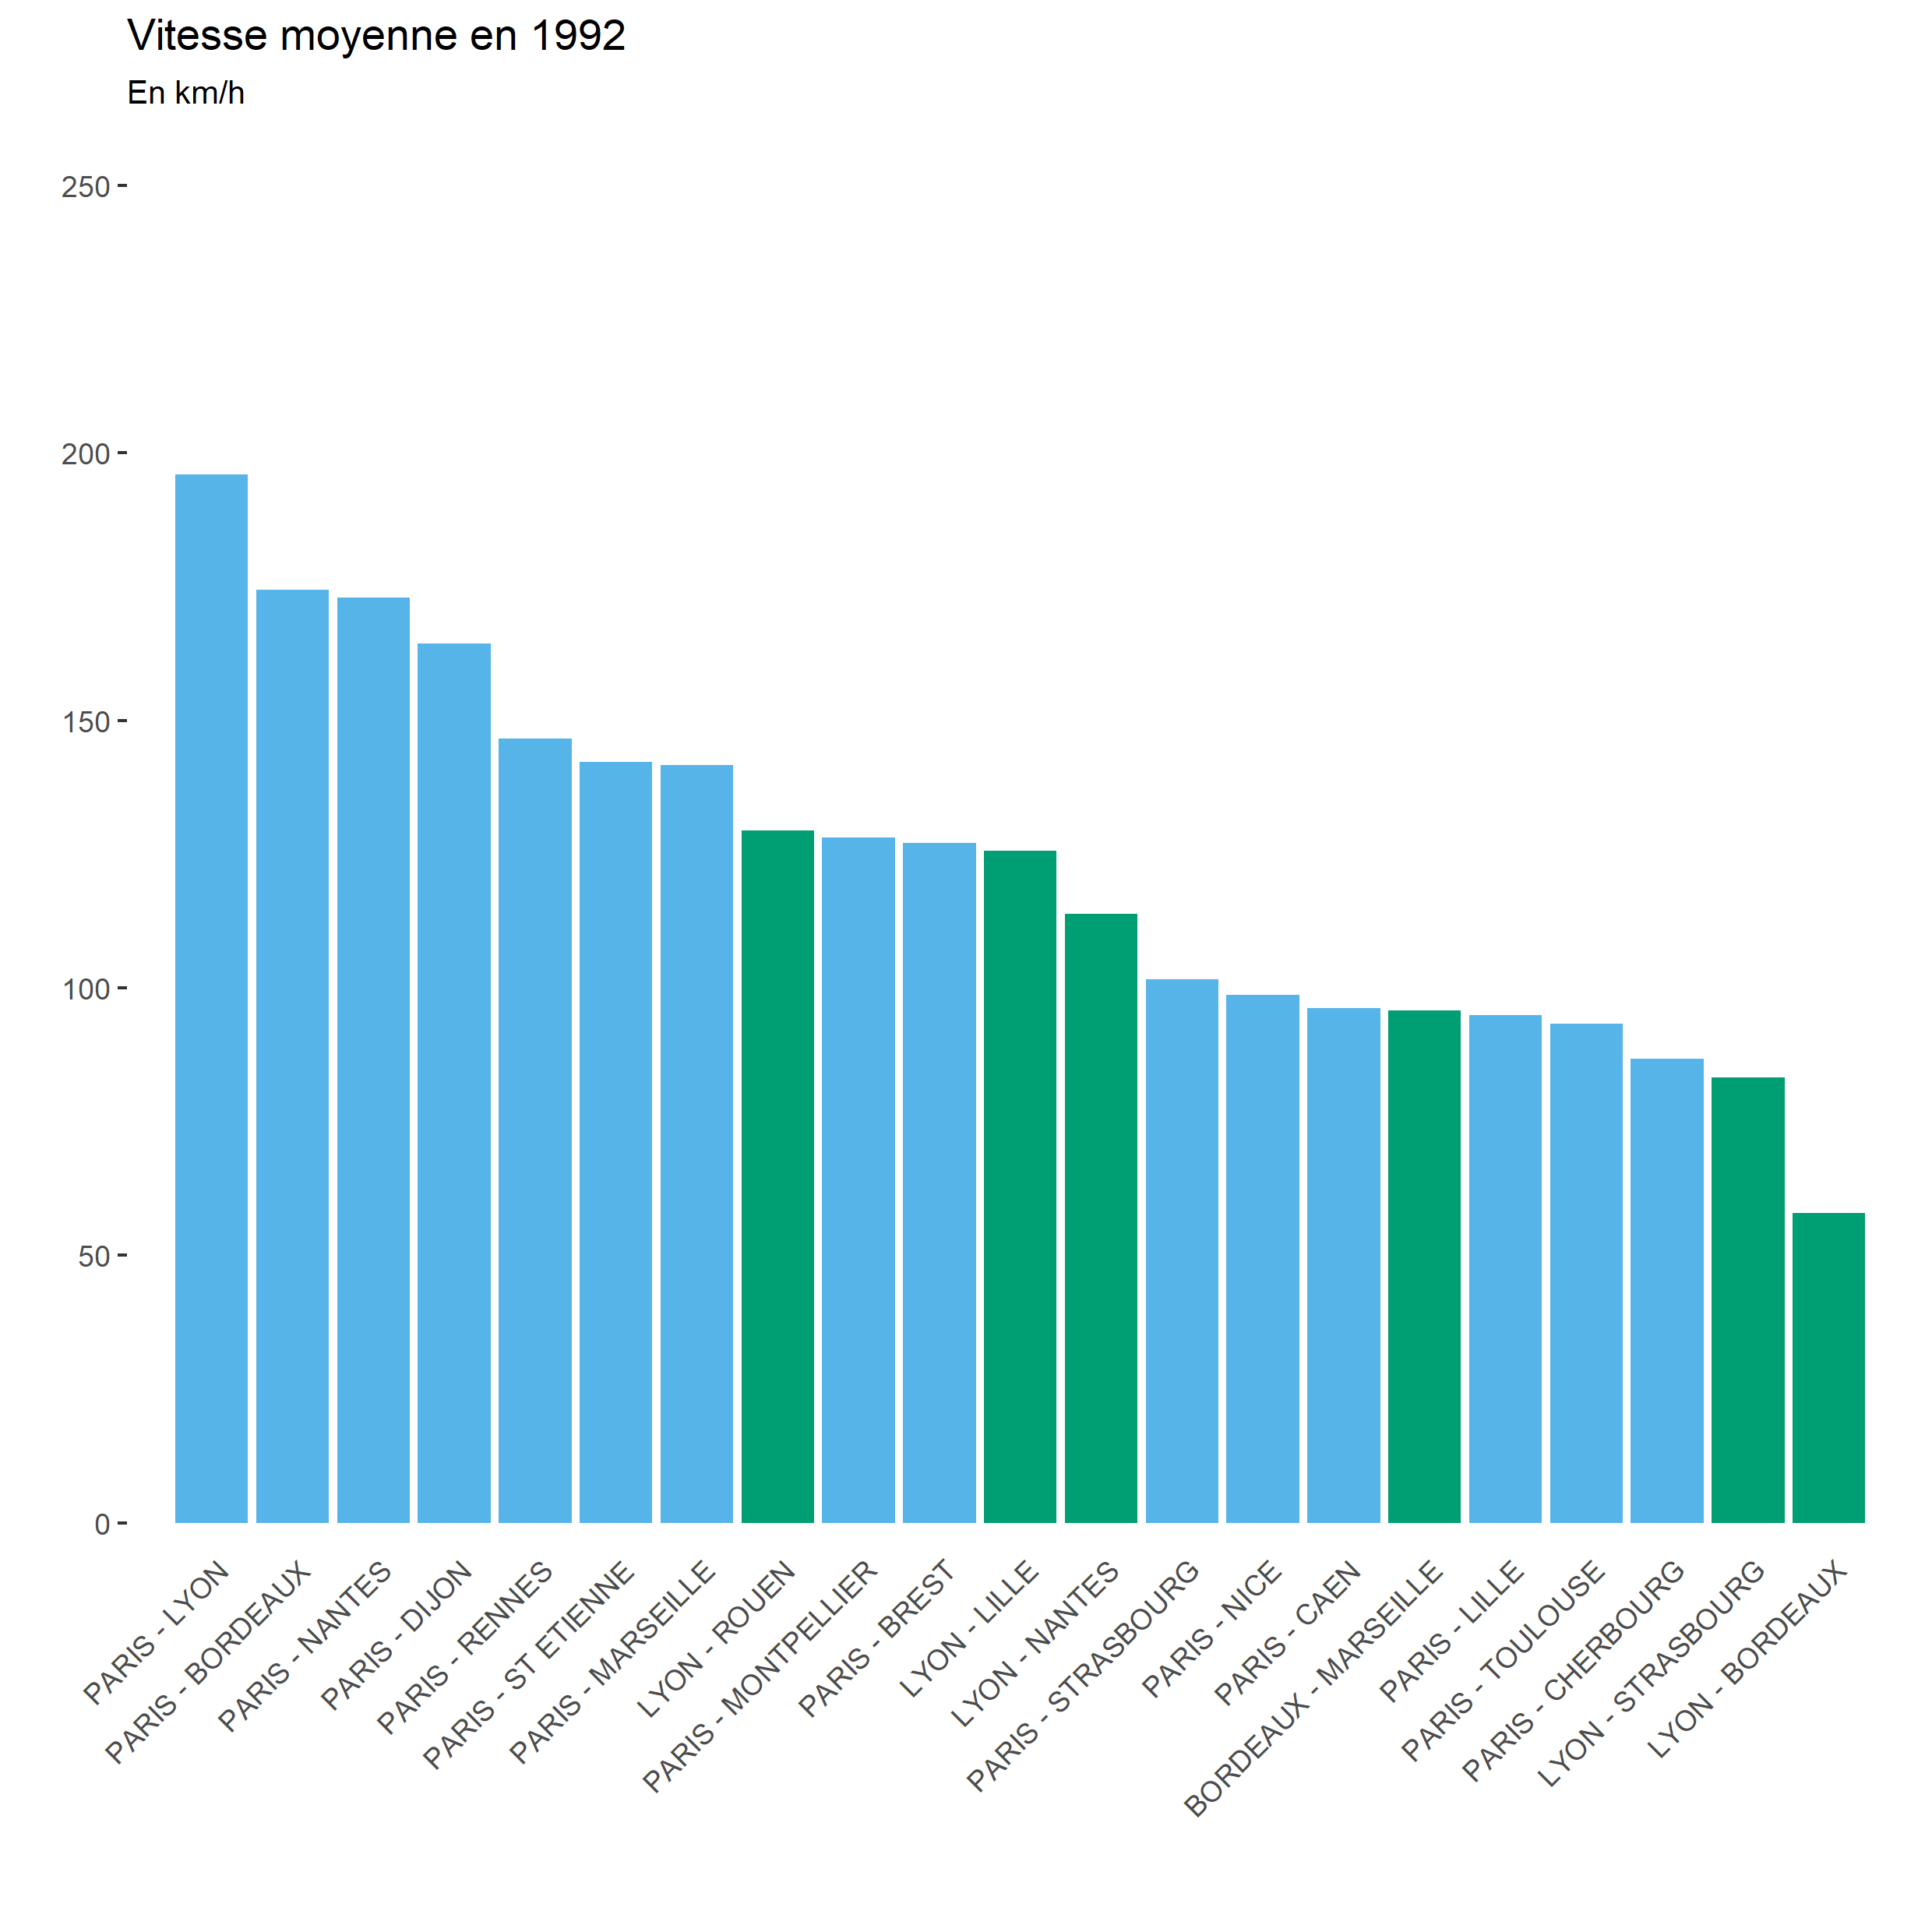 Vitesse moyenne en 1992
En km/h
250
200
150
100
50
0
PARIS - LYON
PARIS - BORDEAUX
PARIS - NANTES
PARIS - DIJON
PARIS - RENNES
PARIS - ST ETIENNE
PARIS - MARSEILLE
LYON - ROUEN
PARIS - MONTPELLIER
PARIS - BREST
LYON - LILLE
LYON - NANTES
PARIS - STRASBOURG
PARIS - NICE
PARIS - CAEN
BORDEAUX - MARSEILLE
PARIS - LILLE
PARIS - TOULOUSE
PARIS - CHERBOURG
LYON - STRASBOURG
LYON - BORDEAUX